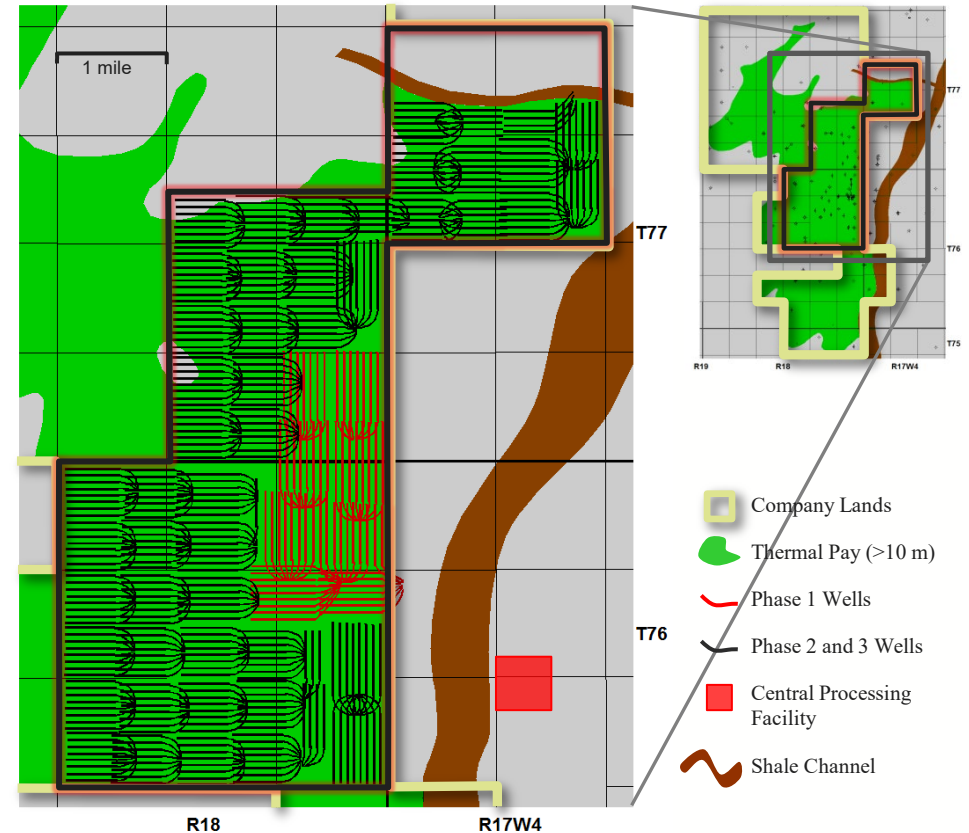 1 mile
T77
T76
R18
R17W4
T77
T76
T75
R19
R18
R17W4
Company Lands
Thermal Pay (>10 m)
Phase 1 Wells
Phase 2 and 3 Wells
Central Processing
Facility
Shale Channel